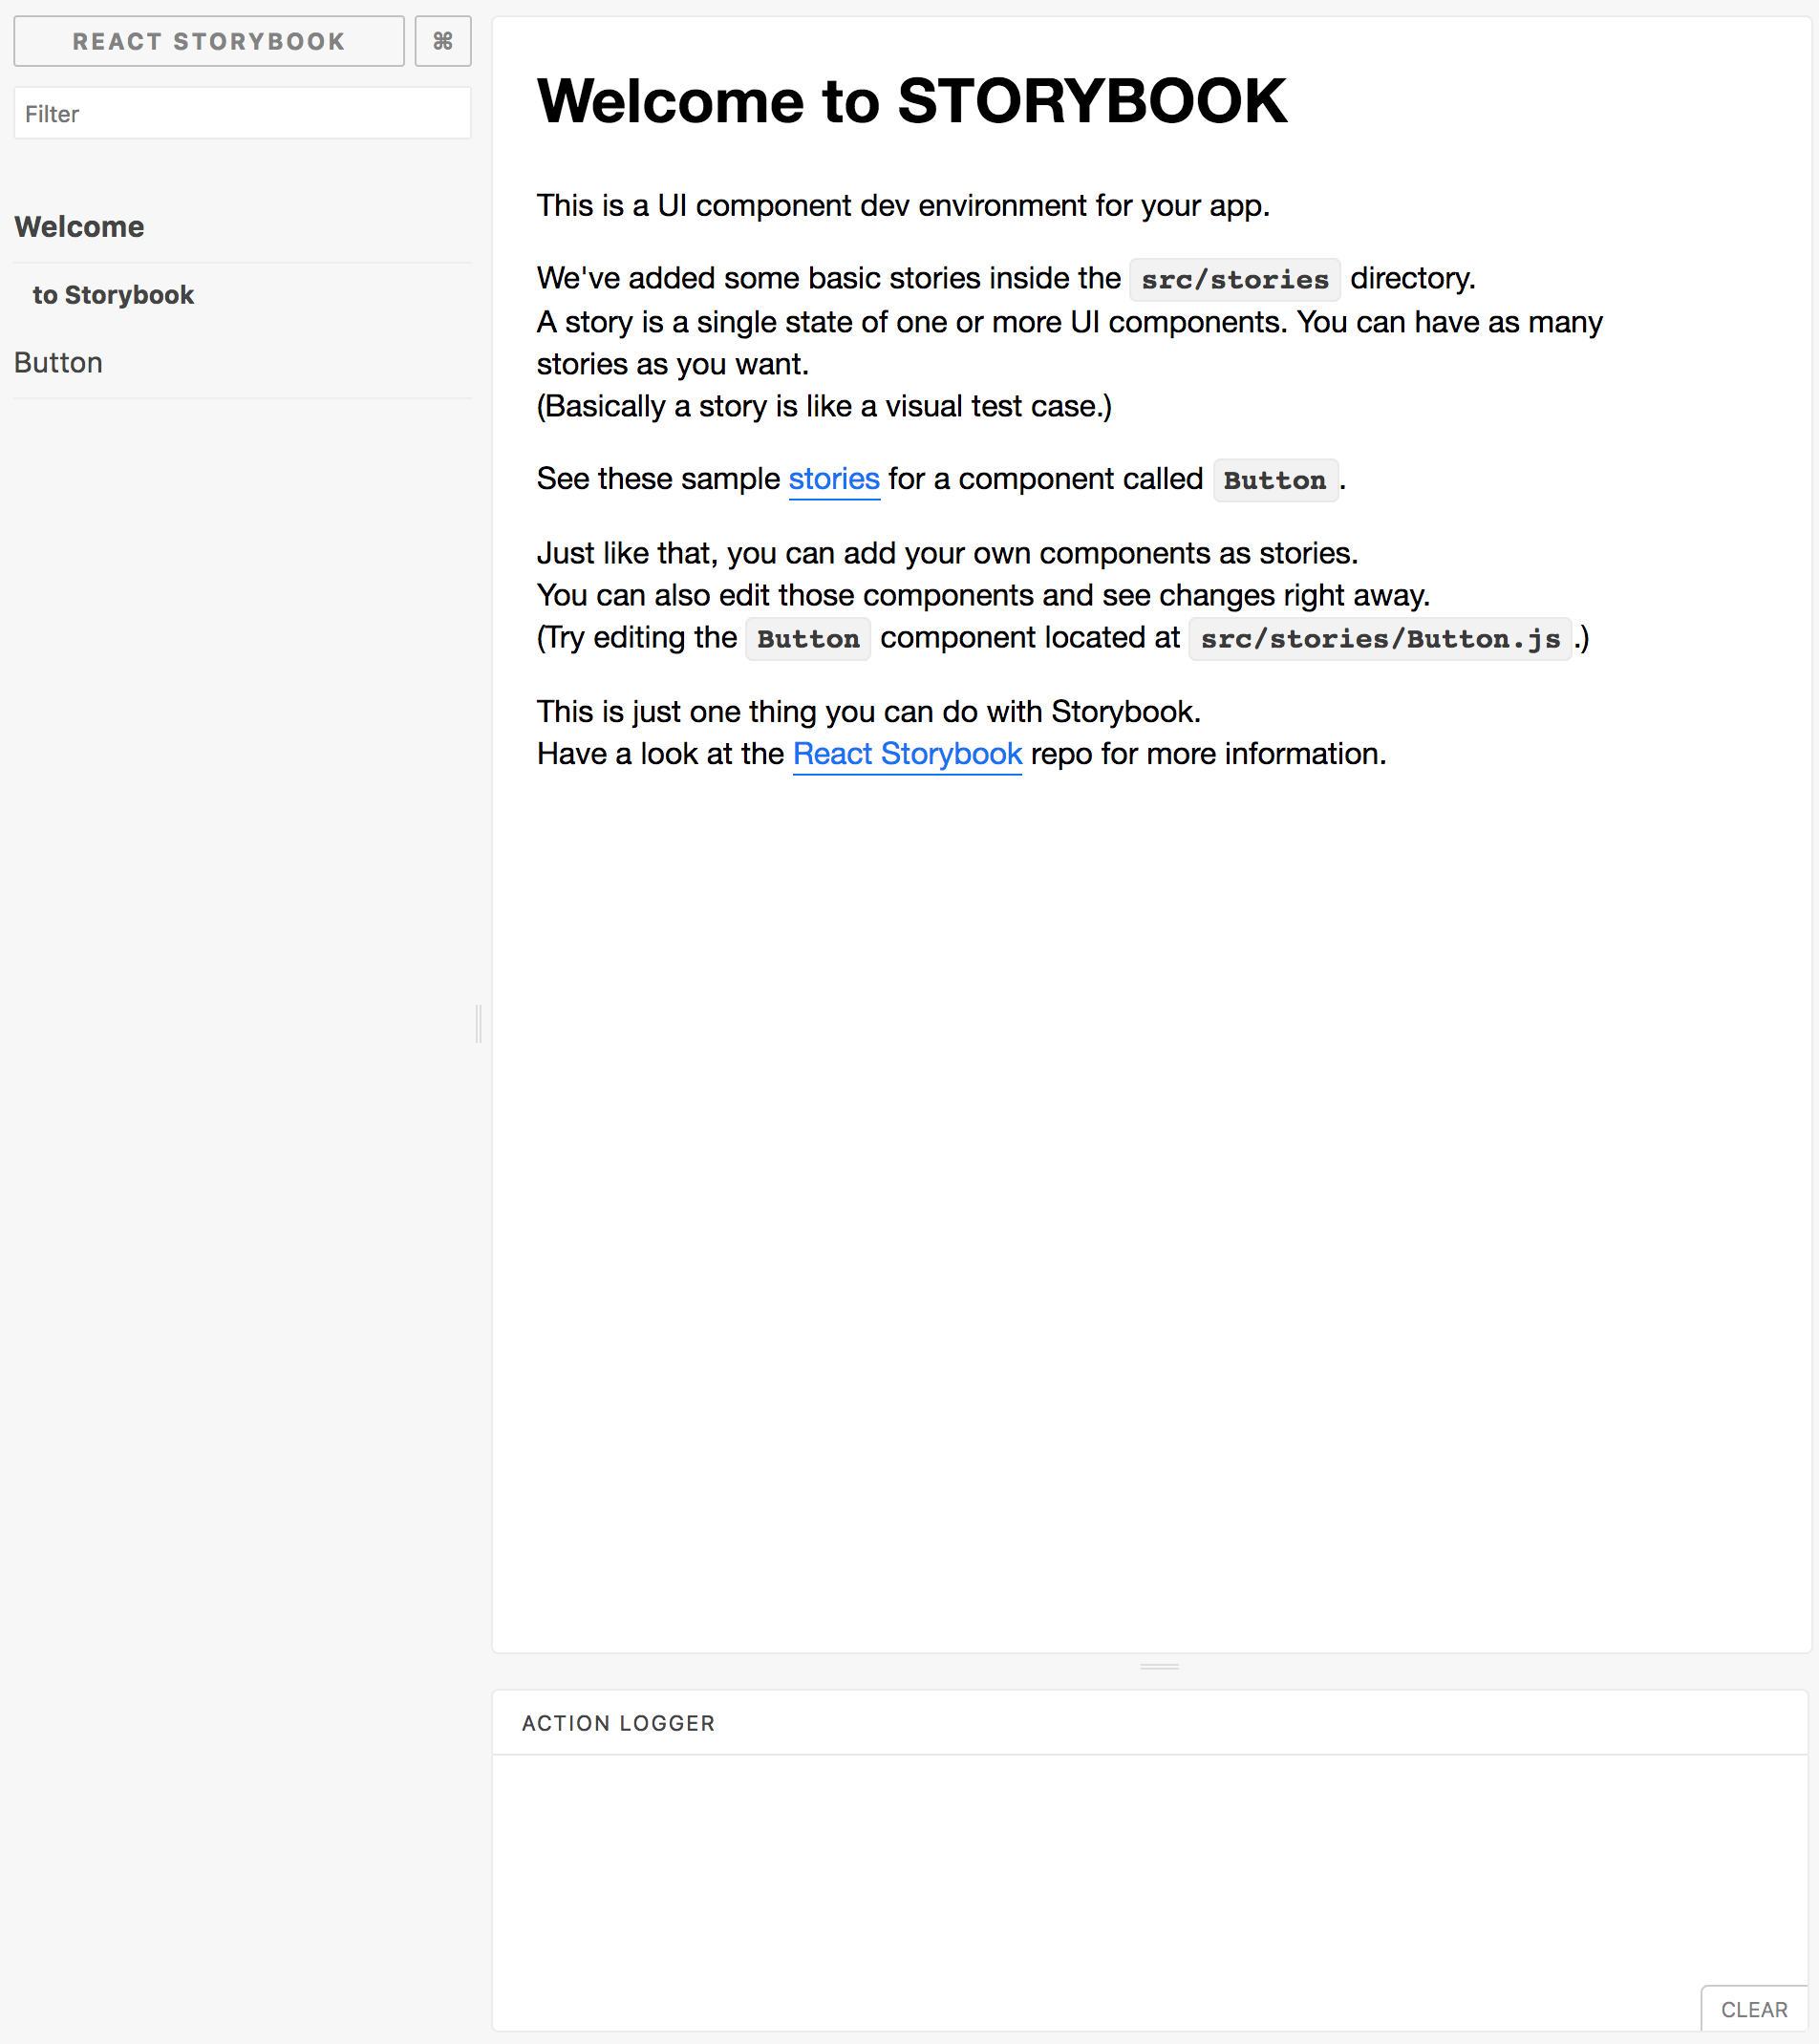 REACT STORYBOOK ⌘
Filter
Welcome
to Storybook
Button
Welcome to STORYBOOK
This is a UI component dev environment for your app.
We've added some basic stories inside the src/stories directory.
A story is a single state of one or more UI components. You can have as many
stories as you want.
(Basically a story is like a visual test case.)
See these sample stories for a component called Button.
Just like that, you can add your own components as stories.
You can also edit those components and see changes right away.
(Try editing the Button component located at src/stories/Button.js.)
This is just one thing you can do with Storybook.
Have a look at the React Storybook repo for more information.
ACTION LOGGER
CLEAR